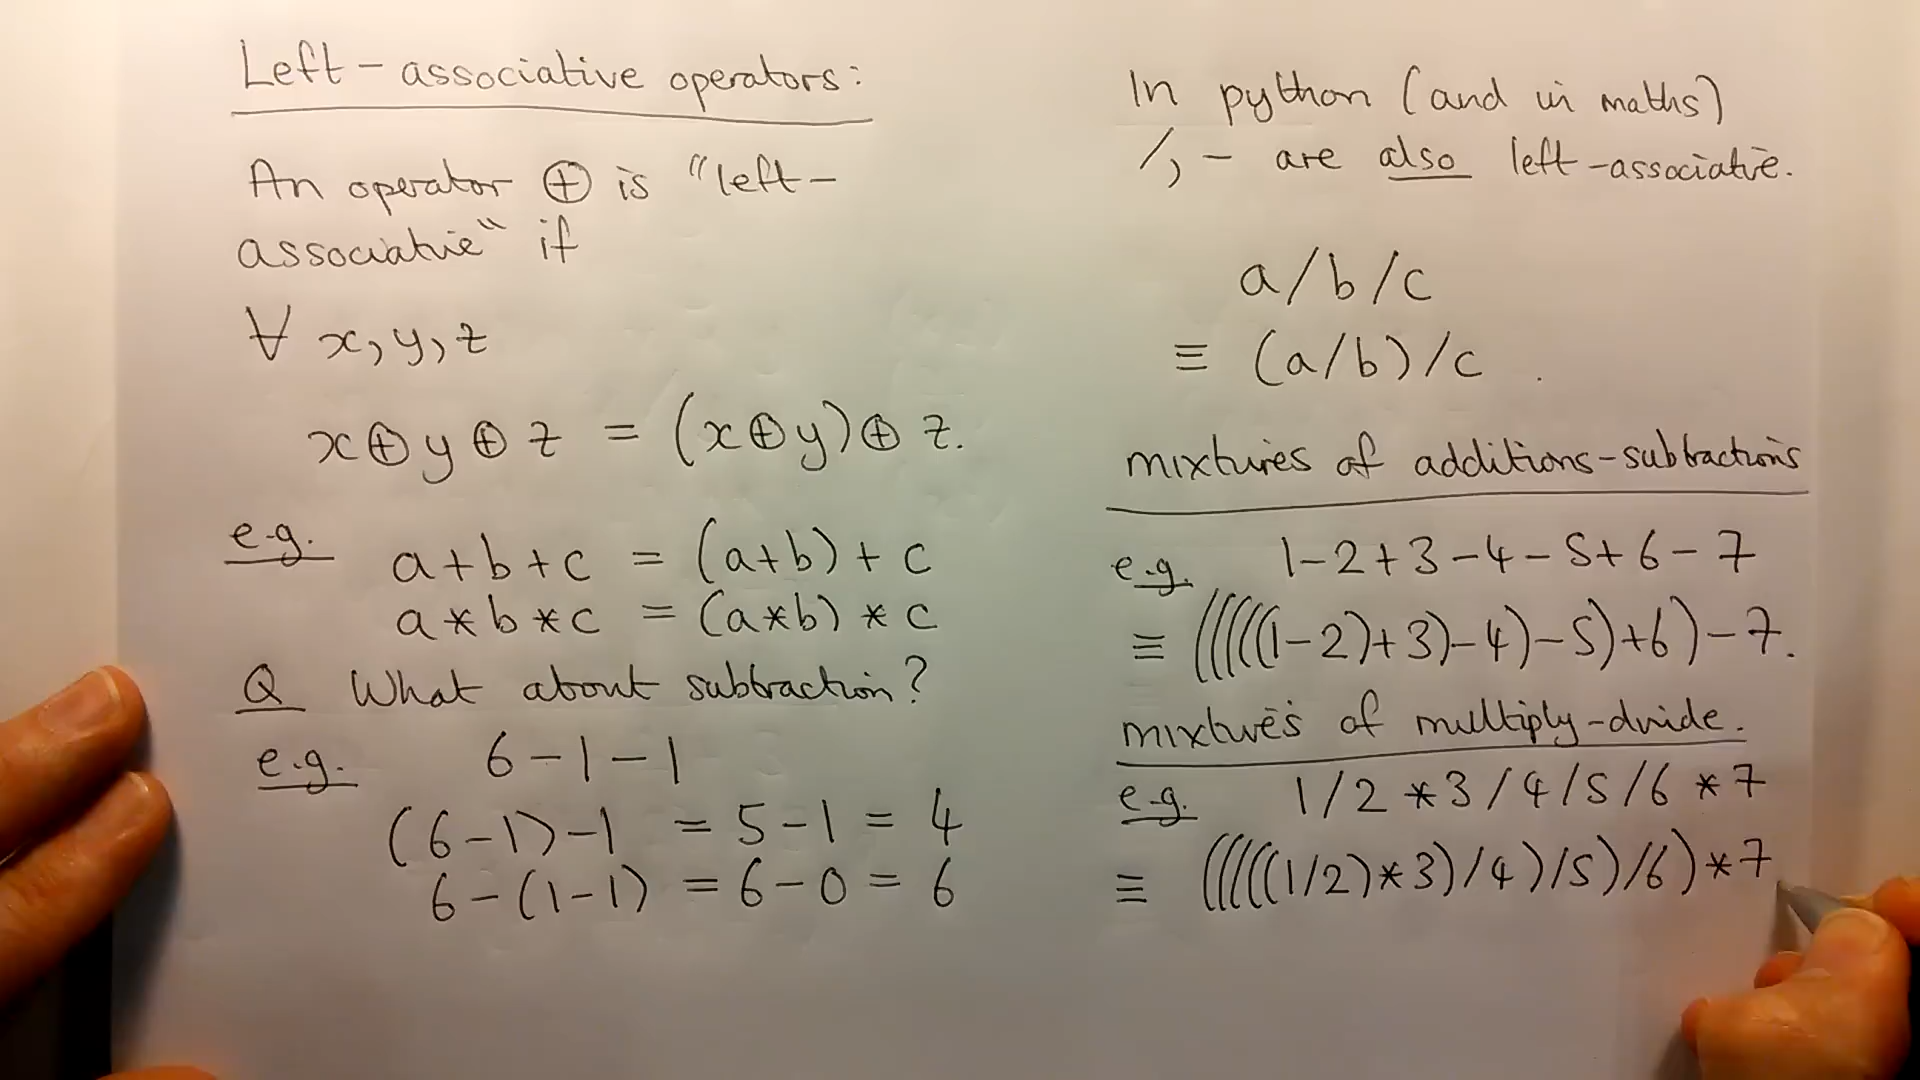 Left-associative operators:
An operator ⊕ is "left-
associative" if
∀ x, y, z
x⊕y⊕z = (x⊕y)⊕z.
e.g. a+b+c = (a+b)+c
a*b*c = (a*b)*c
Q What about subtraction?
e.g. 6-1-1
(6-1)-1 = 5-1 = 4
6-(1-1) = 6-0 = 6
In python (and in maths)
/, - are also left-associative.
a/b/c
≡ (a/b)/c
mixtures of additions-subtractions
e.g. 1-2+3-4-5+6-7
≡ (((((1-2)+3)-4)-5)+6)-7.
mixtures of multiply-divide.
e.g. 1/2*3/4/5/6*7
≡ (((((1/2)*3)/4)/5)/6)*7